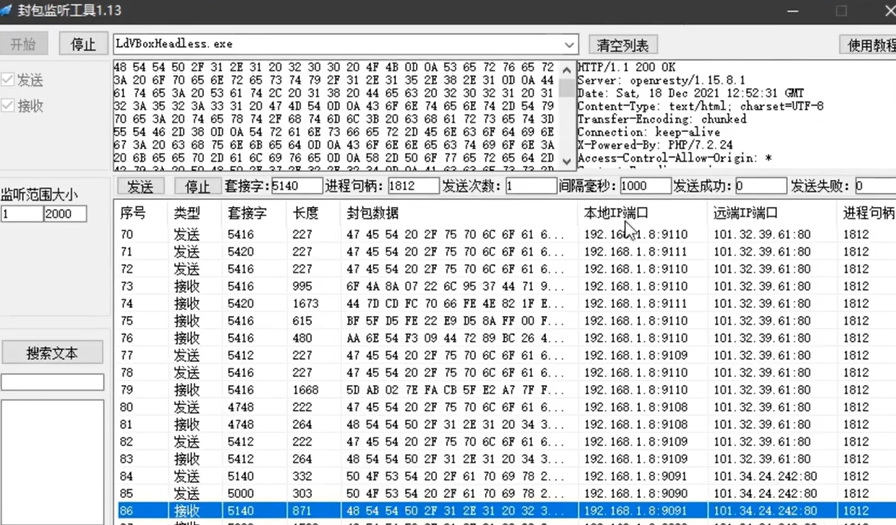 封包监听工具1.13
开始 停止 LdVBoxHeadless.exe 清空列表 使用教程
发送
接收
48 54 54 50 2F 31 2E 31 20 32 30 30 20 4F 4B 0D 0A 53 65 72 76 65 72 HTTP/1.1 200 OK
3A 20 6F 70 65 6E 72 65 73 74 79 2F 31 2E 31 35 2E 38 2E 31 0D 0A 44 Server: openresty/1.15.8.1
61 74 65 3A 20 53 61 74 2C 20 31 38 20 44 65 63 20 32 30 32 31 20 31 Date: Sat, 18 Dec 2021 12:52:31 GMT
32 3A 35 32 3A 33 31 20 47 4D 54 0D 0A 43 6F 6E 74 65 6E 74 2D 54 79 Content-Type: text/html; charset=UTF-8
70 65 3A 20 74 65 78 74 2F 68 74 6D 6C 3B 20 63 68 61 72 73 65 74 3D Transfer-Encoding: chunked
55 54 46 2D 38 0D 0A 54 72 61 6E 73 66 65 72 2D 45 6E 63 6F 64 69 6E Connection: keep-alive
67 3A 20 63 68 75 6E 6B 65 64 0D 0A 43 6F 6E 6E 65 63 74 69 6F 6E 3A X-Powered-By: PHP/7.2.24
20 6B 65 65 70 2D 61 6C 69 76 65 0D 0A 58 2D 50 6F 77 65 72 65 64 2D Access-Control-Allow-Origin: *
监听范围大小
1 2000
发送 停止 套接字: 5140 进程句柄: 1812 发送次数: 1 间隔毫秒: 1000 发送成功: 0 发送失败: 0
序号 类型 套接字 长度 封包数据 本地IP端口 远端IP端口 进程句柄
70 发送 5416 227 47 45 54 20 2F 75 70 6C 6F 61 6... 192.168.1.8:9110 101.32.39.61:80 1812
71 发送 5420 227 47 45 54 20 2F 75 70 6C 6F 61 6... 192.168.1.8:9111 101.32.39.61:80 1812
72 发送 5416 227 47 45 54 20 2F 75 70 6C 6F 61 6... 192.168.1.8:9110 101.32.39.61:80 1812
73 接收 5416 995 6F 4A 8A 07 22 6C 95 37 44 71 9... 192.168.1.8:9110 101.32.39.61:80 1812
74 接收 5420 1673 44 7D CD FC 70 66 FE 4E 82 1F E... 192.168.1.8:9111 101.32.39.61:80 1812
75 接收 5416 615 BF 5F D5 FE 22 E9 D5 8A FF 00 F... 192.168.1.8:9110 101.32.39.61:80 1812
76 接收 5416 480 AA 6E 54 F3 09 44 72 89 BC 26 4... 192.168.1.8:9110 101.32.39.61:80 1812
77 发送 5412 227 47 45 54 20 2F 75 70 6C 6F 61 6... 192.168.1.8:9109 101.32.39.61:80 1812
78 发送 5416 227 47 45 54 20 2F 75 70 6C 6F 61 6... 192.168.1.8:9110 101.32.39.61:80 1812
79 接收 5416 1668 5D AB 02 7E FA CB 5F E2 A7 7F F... 192.168.1.8:9110 101.32.39.61:80 1812
80 发送 4748 222 47 45 54 20 2F 75 70 6C 6F 61 6... 192.168.1.8:9108 101.32.39.61:80 1812
81 接收 4748 264 48 54 54 50 2F 31 2E 31 20 34 3... 192.168.1.8:9108 101.32.39.61:80 1812
82 发送 5412 222 47 45 54 20 2F 75 70 6C 6F 61 6... 192.168.1.8:9109 101.32.39.61:80 1812
83 接收 5412 264 48 54 54 50 2F 31 2E 31 20 34 3... 192.168.1.8:9109 101.32.39.61:80 1812
84 发送 5140 332 50 4F 53 54 20 2F 61 70 69 78 2... 192.168.1.8:9091 101.34.24.242:80 1812
85 发送 5000 303 50 4F 53 54 20 2F 61 70 69 78 2... 192.168.1.8:9090 101.34.24.242:80 1812
86 接收 5140 871 48 54 54 50 2F 31 2E 31 20 32 3... 192.168.1.8:9091 101.34.24.242:80 1812
搜索文本